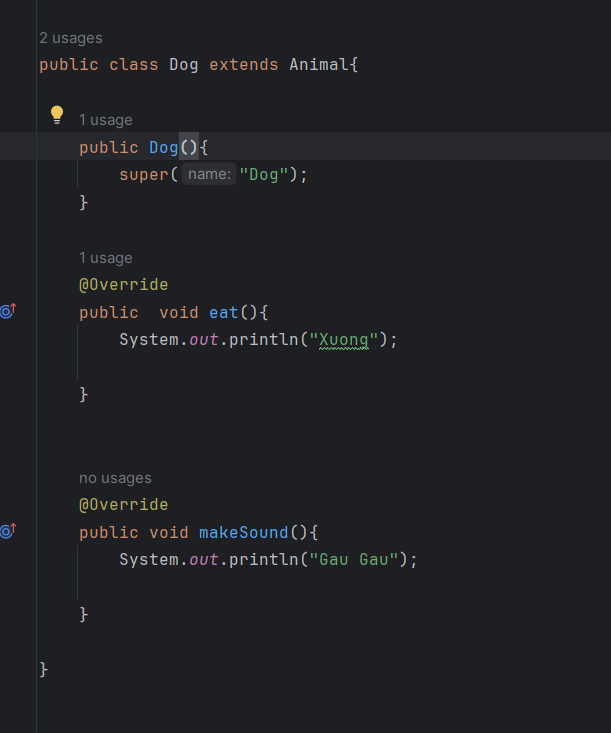 2 usages
public class Dog extends Animal{
1 usage
public Dog(){
super( name: "Dog");
}
1 usage
@Override
public  void eat(){
System.out.println("Xuong");
}
no usages
@Override
public void makeSound(){
System.out.println("Gau Gau");
}
}